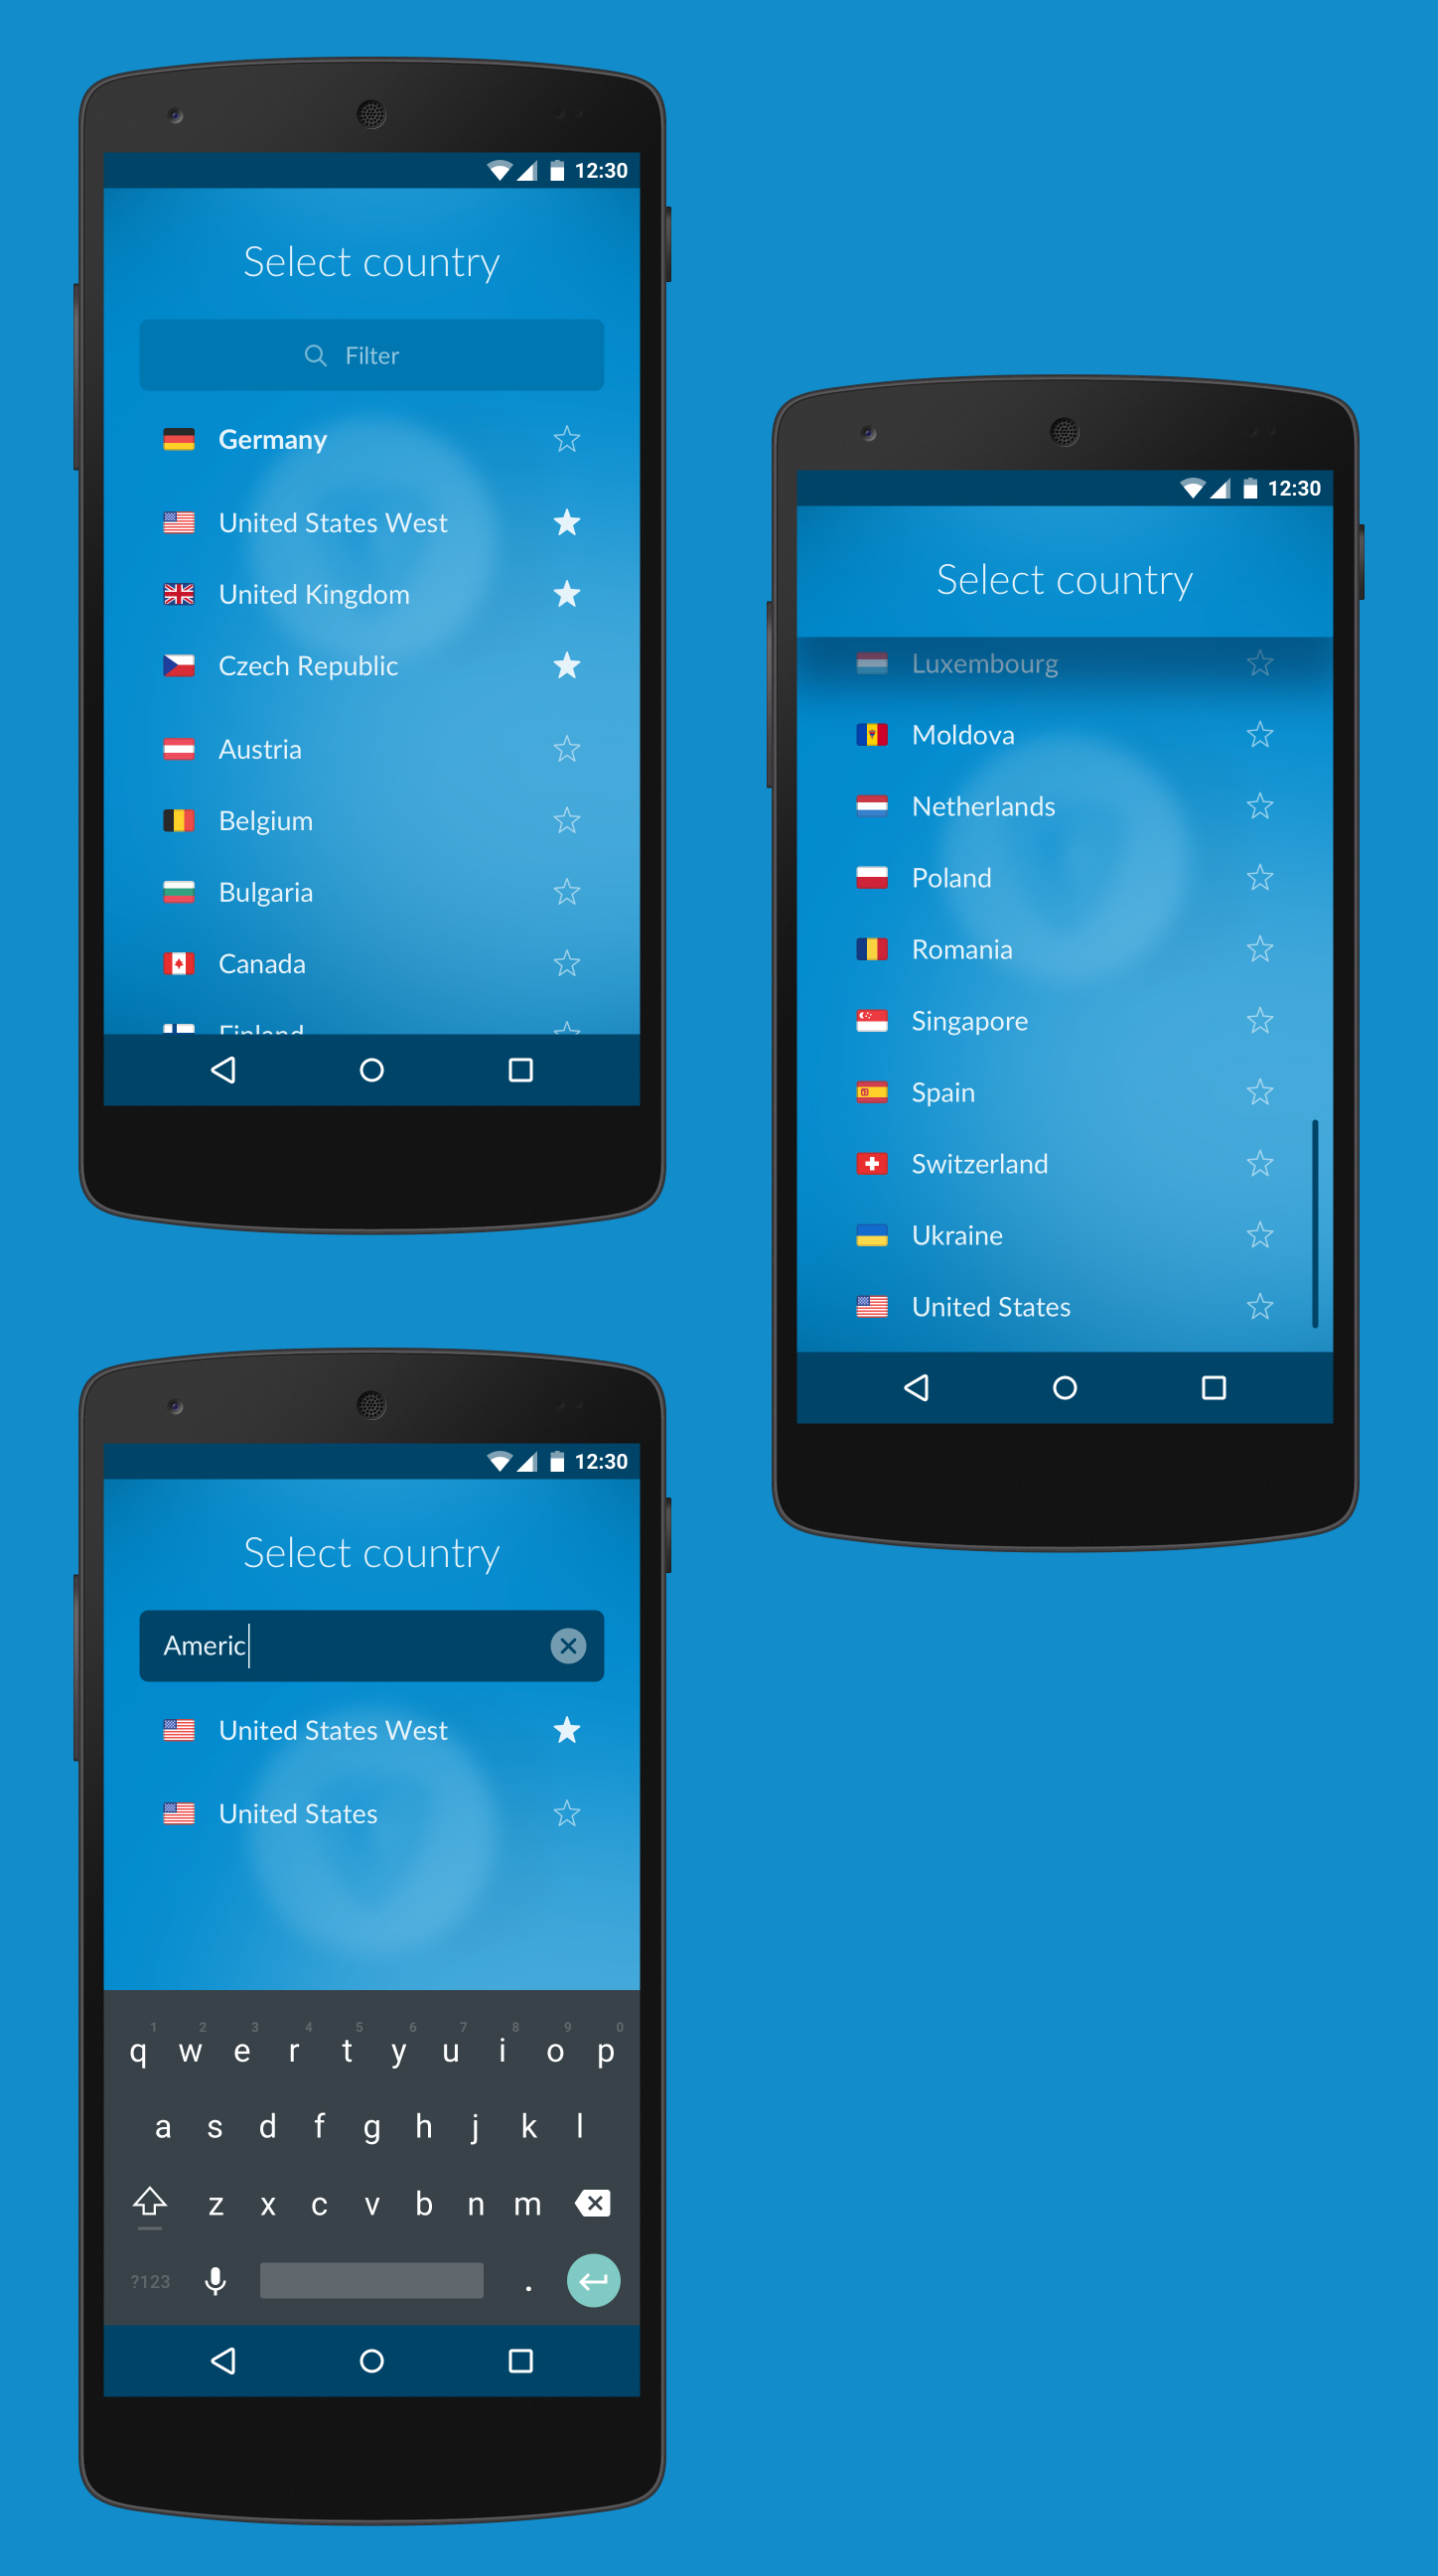 12:30
Select country
Filter
Germany
United States West
United Kingdom
Czech Republic
Austria
Belgium
Bulgaria
Canada
Finland
12:30
Select country
Luxembourg
Moldova
Netherlands
Poland
Romania
Singapore
Spain
Switzerland
Ukraine
United States
12:30
Select country
Americ
United States West
United States
1 2 3 4 5 6 7 8 9 0
q w e r t y u i o p
a s d f g h j k l
z x c v b n m
?123 .